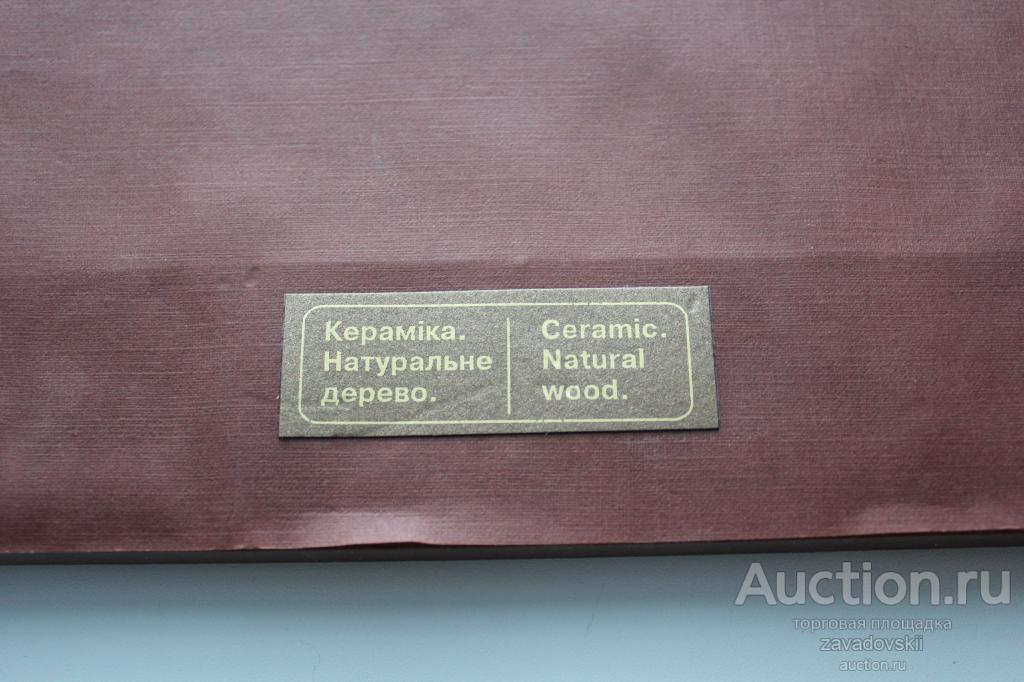 Кераміка.
Натуральне
дерево.
Ceramic.
Natural
wood.
Auction.ru
торговая площадка
zavadovskii
auction.ru